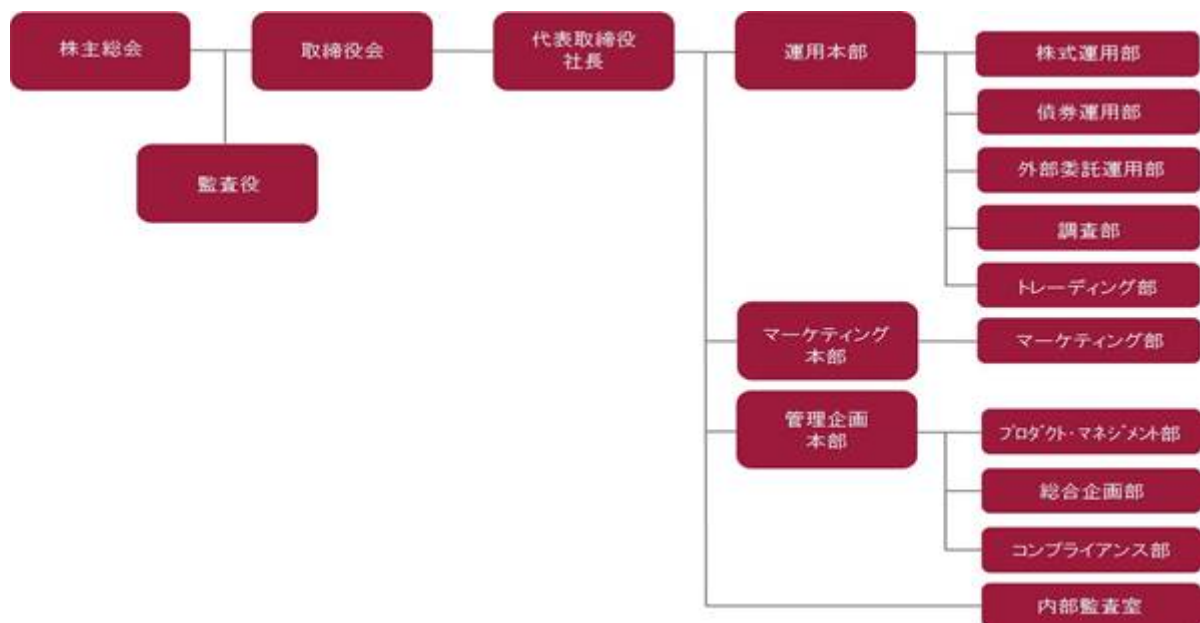 株主総会
取締役会
代表取締役
社長
運用本部
株式運用部
債券運用部
監査役
外部委託運用部
調査部
トレーディング部
マーケティング
本部
マーケティング部
管理企画
本部
プロダクト・マネジメント部
総合企画部
コンプライアンス部
内部監査室